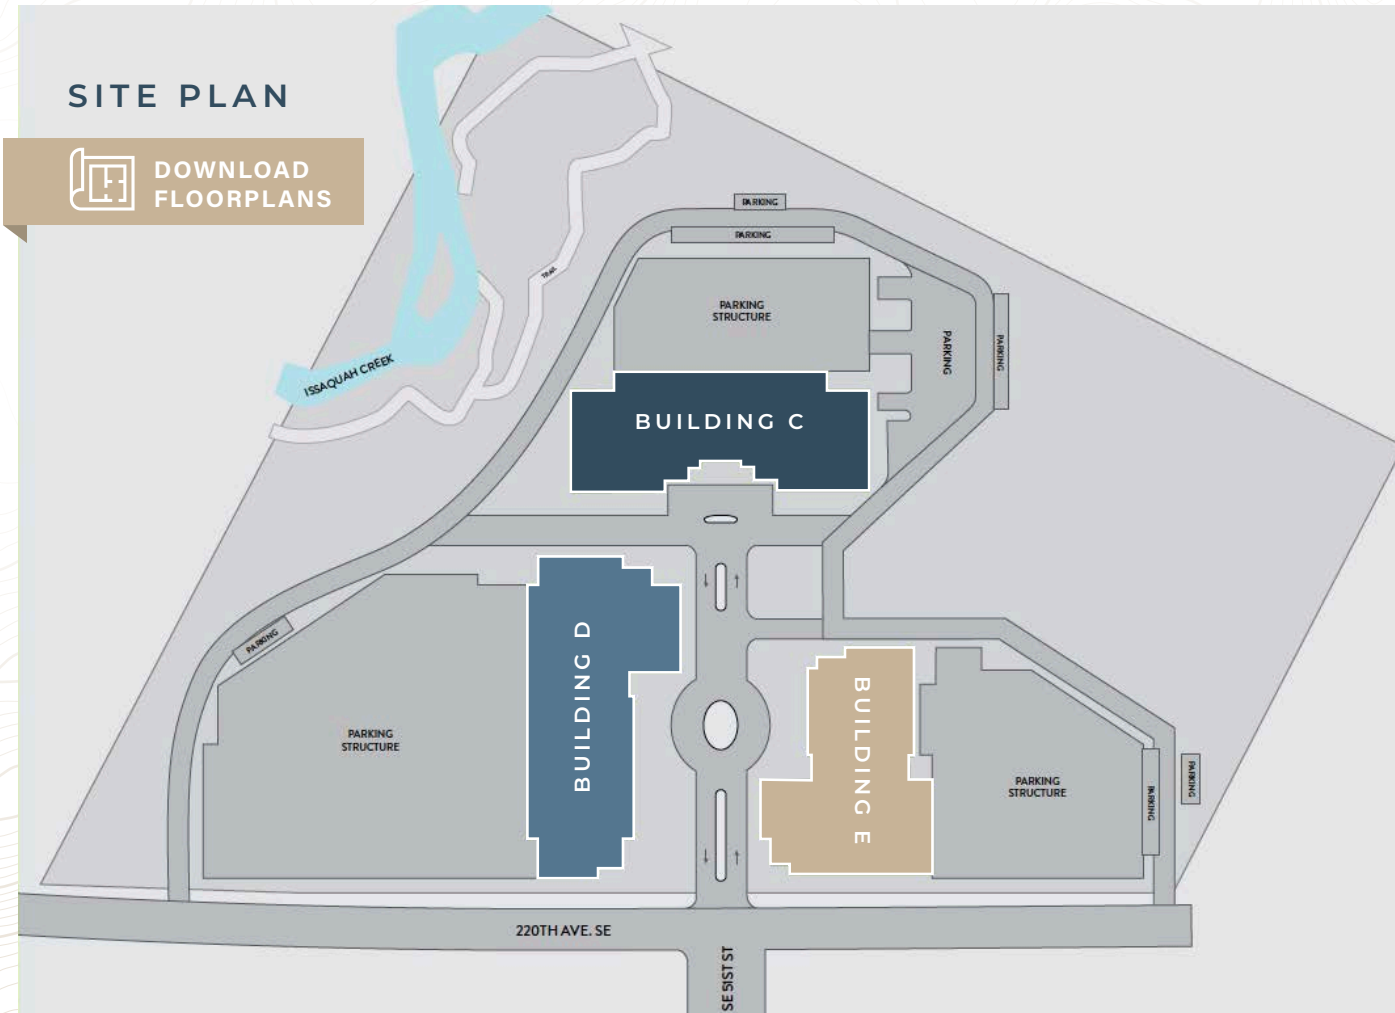 SITE PLAN
DOWNLOAD
FLOORPLANS
PARKING
PARKING
TRAIL
PARKING
STRUCTURE
PARKING
PARKING
ISSAQUAH CREEK
BUILDING C
PARKING
BUILDING D
BUILDING E
PARKING
STRUCTURE
PARKING
STRUCTURE
PARKING
PARKING
220TH AVE. SE
SE 51ST ST